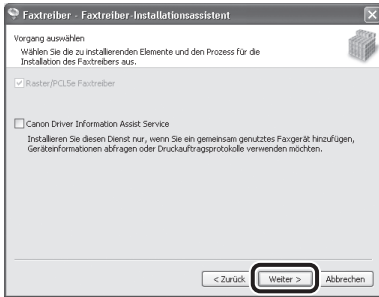 Faxtreiber - Faxtreiber-Installationsassistent
Vorgang auswählen
Wählen Sie die zu installierenden Elemente und den Prozess für die
Installation des Faxtreibers aus.
Raster/PCL5e Faxtreiber
Canon Driver Information Assist Service
Installieren Sie diesen Dienst nur, wenn Sie ein gemeinsam genutztes Faxgerät hinzufügen,
Geräteinformationen abfragen oder Druckauftragsprotokolle verwenden möchten.
< Zurück Weiter > Abbrechen